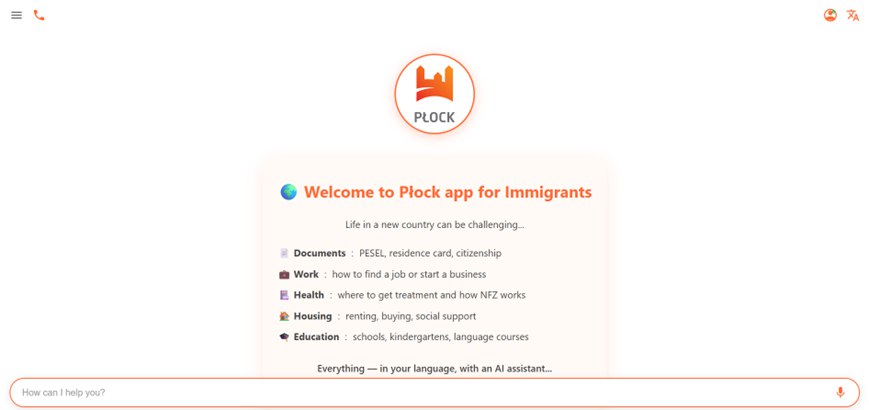 PŁOCK
Welcome to Płock app for Immigrants
Life in a new country can be challenging...
Documents : PESEL, residence card, citizenship
Work : how to find a job or start a business
Health : where to get treatment and how NFZ works
Housing : renting, buying, social support
Education : schools, kindergartens, language courses
Everything — in your language, with an AI assistant...
How can I help you?